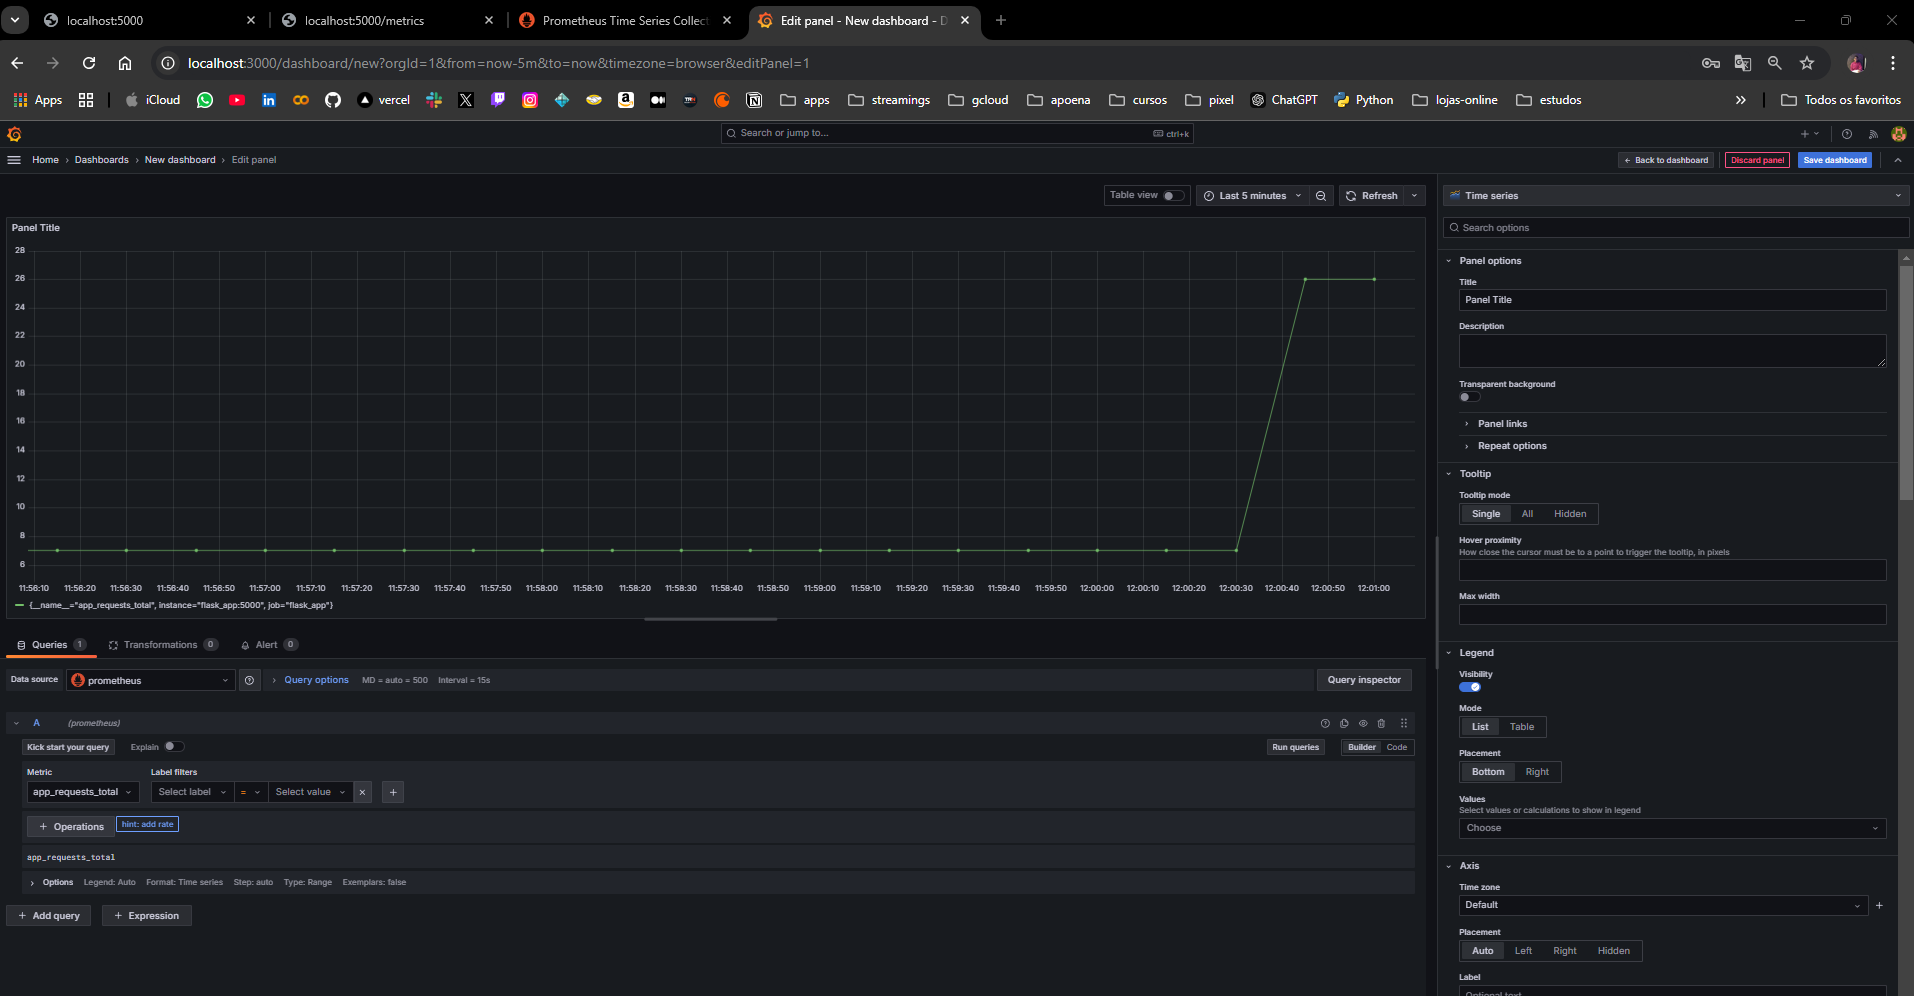 localhost:5000
localhost:5000/metrics
Prometheus Time Series Collect
Edit panel - New dashboard - D
localhost:3000/dashboard/new?orgId=1&from=now-5m&to=now&timezone=browser&editPanel=1
Apps iCloud vercel apps streamings gcloud apoena cursos pixel ChatGPT Python lojas-online estudos » Todos os favoritos
Search or jump to... ctrl+k
Home › Dashboards › New dashboard › Edit panel
← Back to dashboard Discard panel Save dashboard
Table view Last 5 minutes Refresh
Panel Title
28
26
24
22
20
18
16
14
12
10
8
6
11:56:10 11:56:20 11:56:30 11:56:40 11:56:50 11:57:00 11:57:10 11:57:20 11:57:30 11:57:40 11:57:50 11:58:00 11:58:10 11:58:20 11:58:30 11:58:40 11:58:50 11:59:00 11:59:10 11:59:20 11:59:30 11:59:40 11:59:50 12:00:00 12:00:10 12:00:20 12:00:30 12:00:40 12:00:50 12:01:00
{__name__="app_requests_total", instance="flask_app:5000", job="flask_app"}
Queries 1 Transformations 0 Alert 0
Data source prometheus Query options MD = auto = 500 Interval = 15s Query inspector
A (prometheus)
Kick start your query Explain Run queries Builder Code
Metric Label filters
app_requests_total Select label = Select value × +
+ Operations hint: add rate
app_requests_total
Options Legend: Auto Format: Time series Step: auto Type: Range Exemplars: false
+ Add query + Expression
Time series
Search options
Panel options
Title
Panel Title
Description
Transparent background
Panel links
Repeat options
Tooltip
Tooltip mode
Single All Hidden
Hover proximity
How close the cursor must be to a point to trigger the tooltip, in pixels
Max width
Legend
Visibility
Mode
List Table
Placement
Bottom Right
Values
Select values or calculations to show in legend
Choose
Axis
Time zone
Default
Placement
Auto Left Right Hidden
Label
Optional text